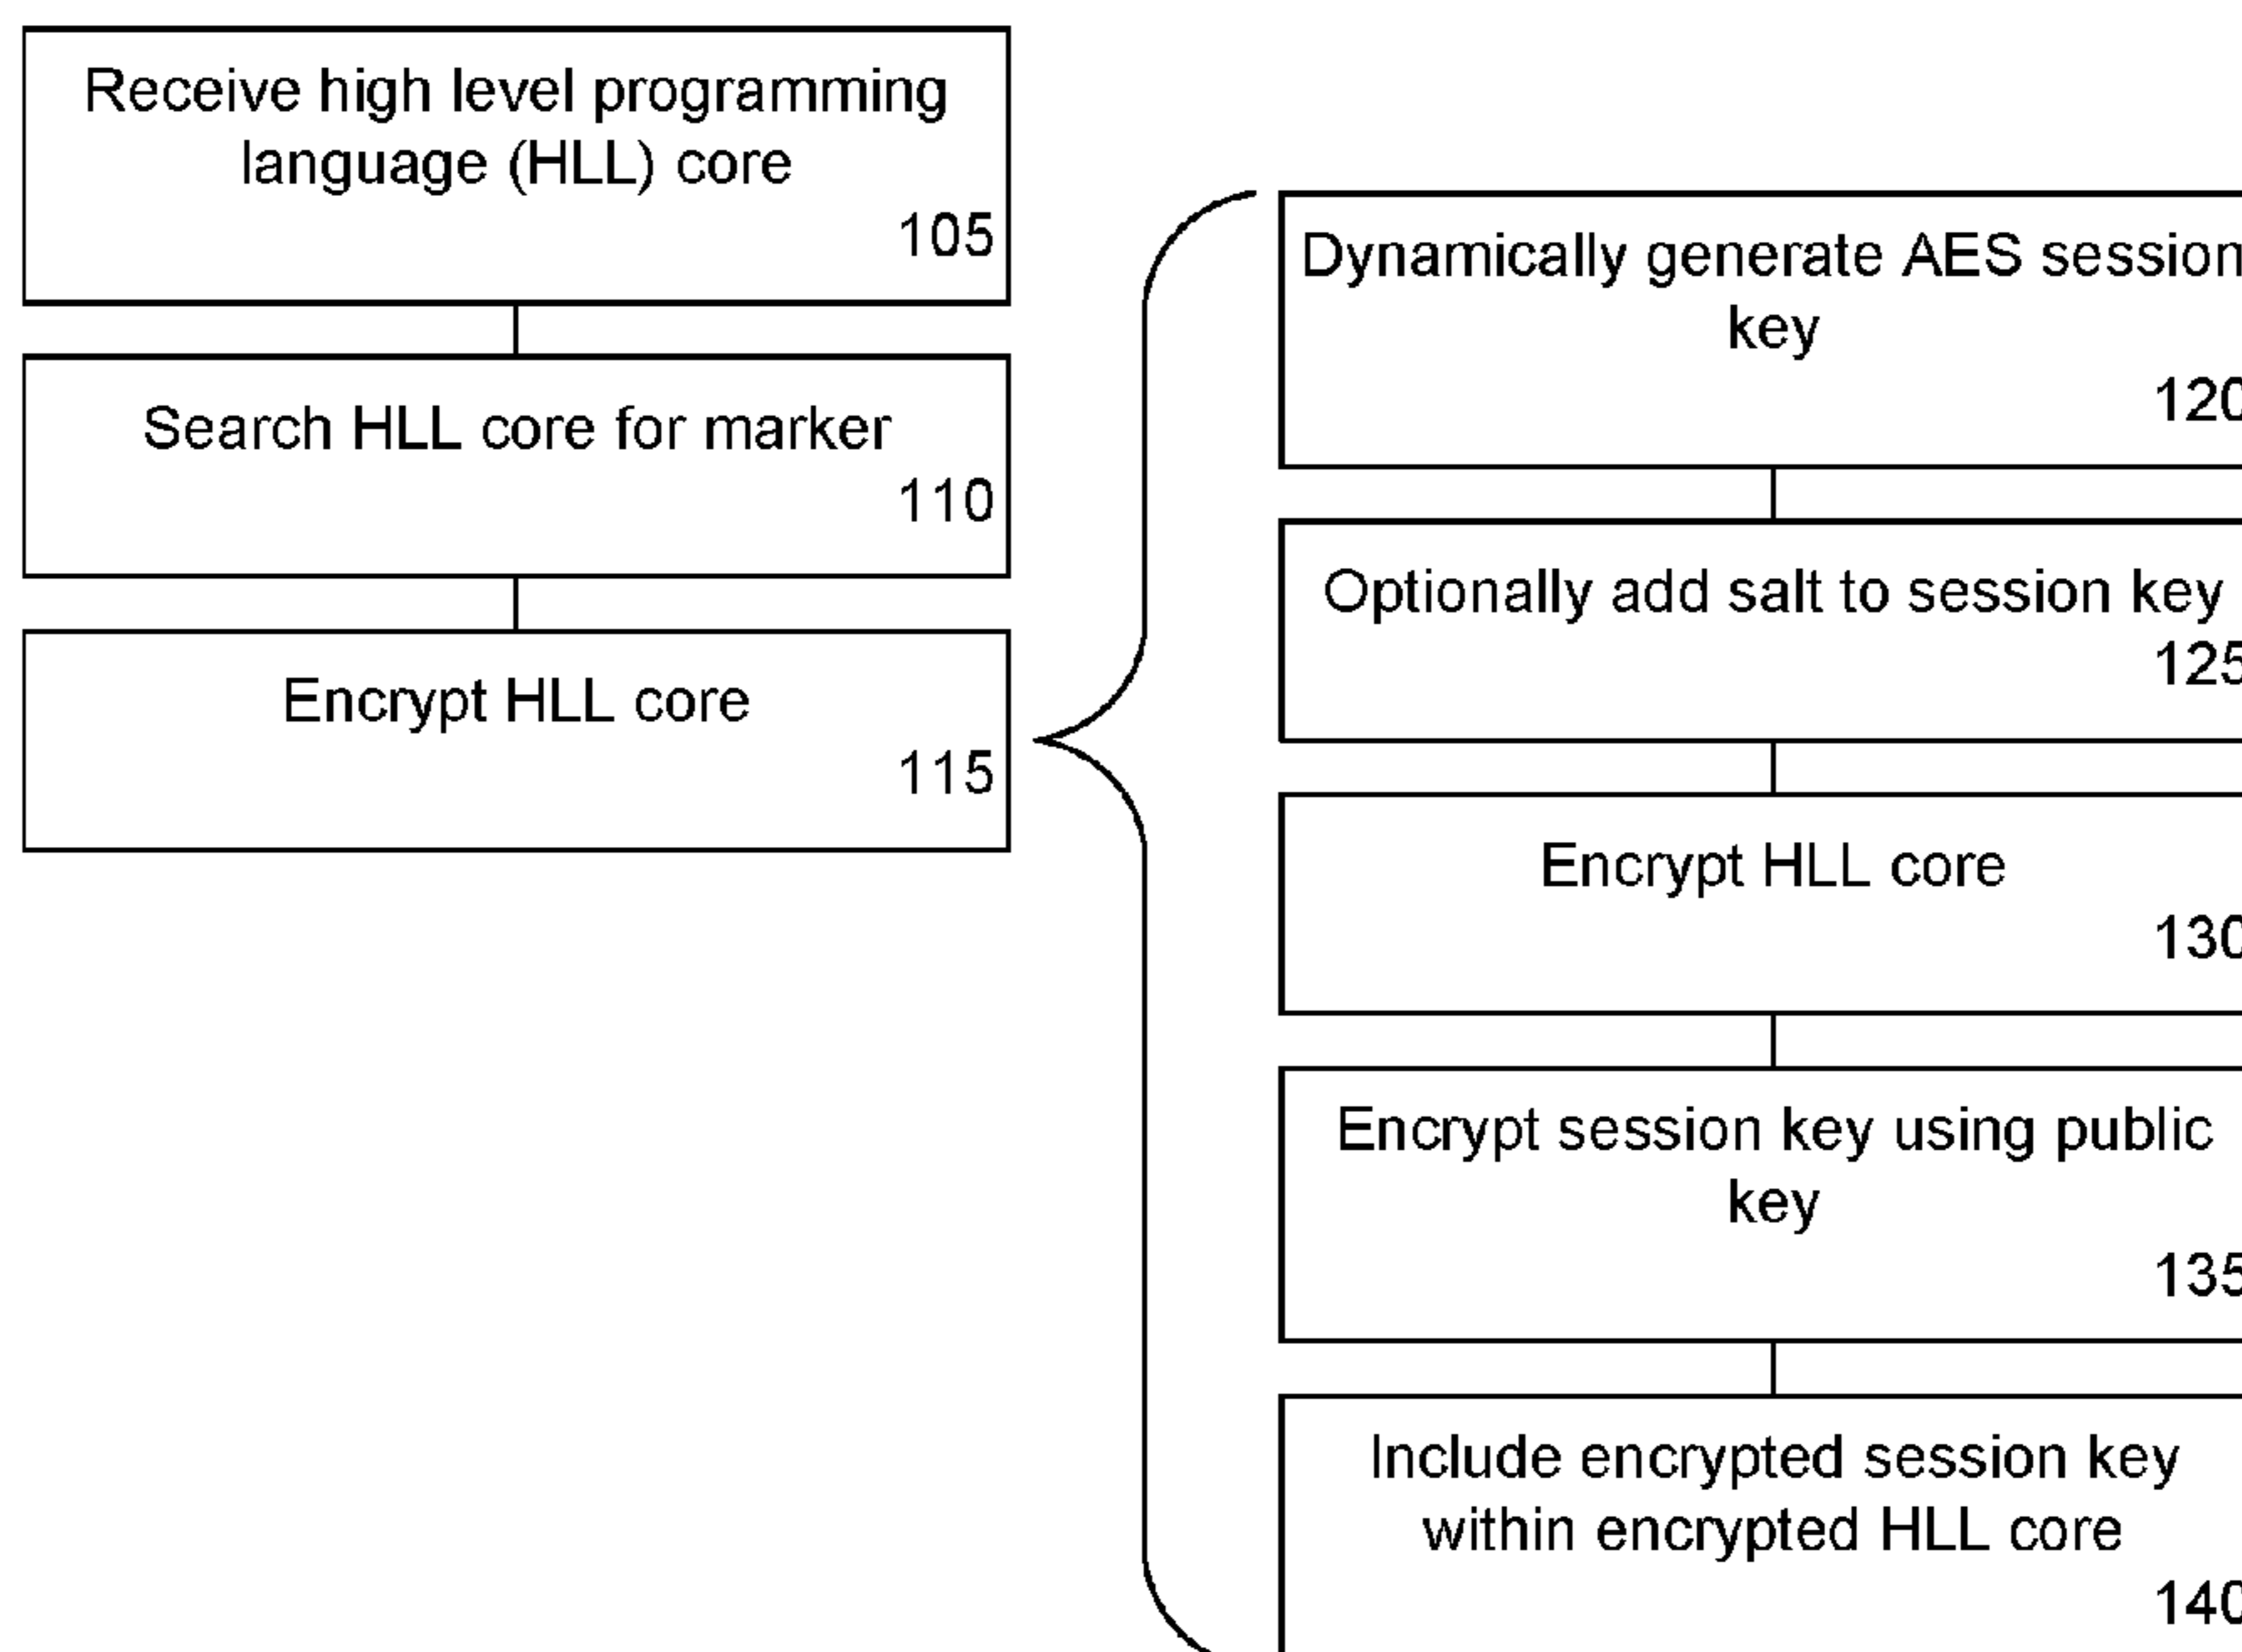 Receive high level programming
language (HLL) core
105
Search HLL core for marker
110
Encrypt HLL core
115
Dynamically generate AES session
key
120
Optionally add salt to session key
125
Encrypt HLL core
130
Encrypt session key using public
key
135
Include encrypted session key
within encrypted HLL core
140